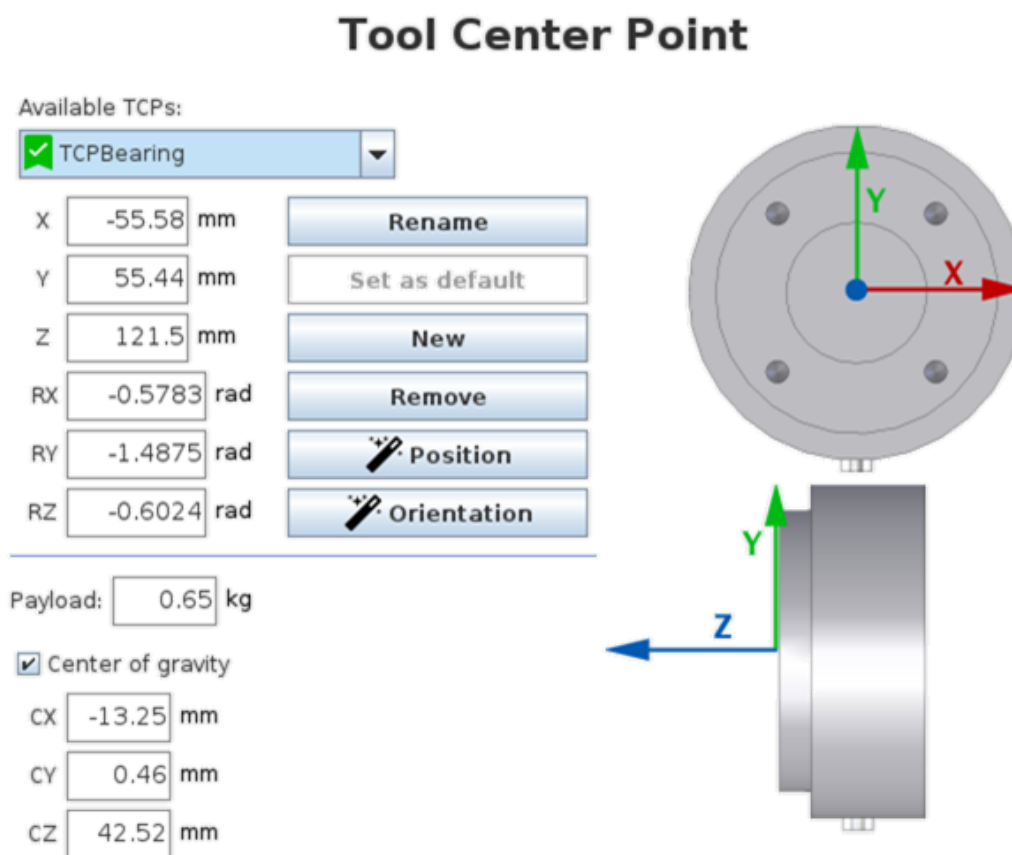 Tool Center Point
Available TCPs:
TCPBearing
X -55.58 mm Rename
Y 55.44 mm Set as default
Z 121.5 mm New
RX -0.5783 rad Remove
RY -1.4875 rad Position
RZ -0.6024 rad Orientation
Payload: 0.65 kg
Center of gravity
CX -13.25 mm
CY 0.46 mm
CZ 42.52 mm
Y
X
Y
Z